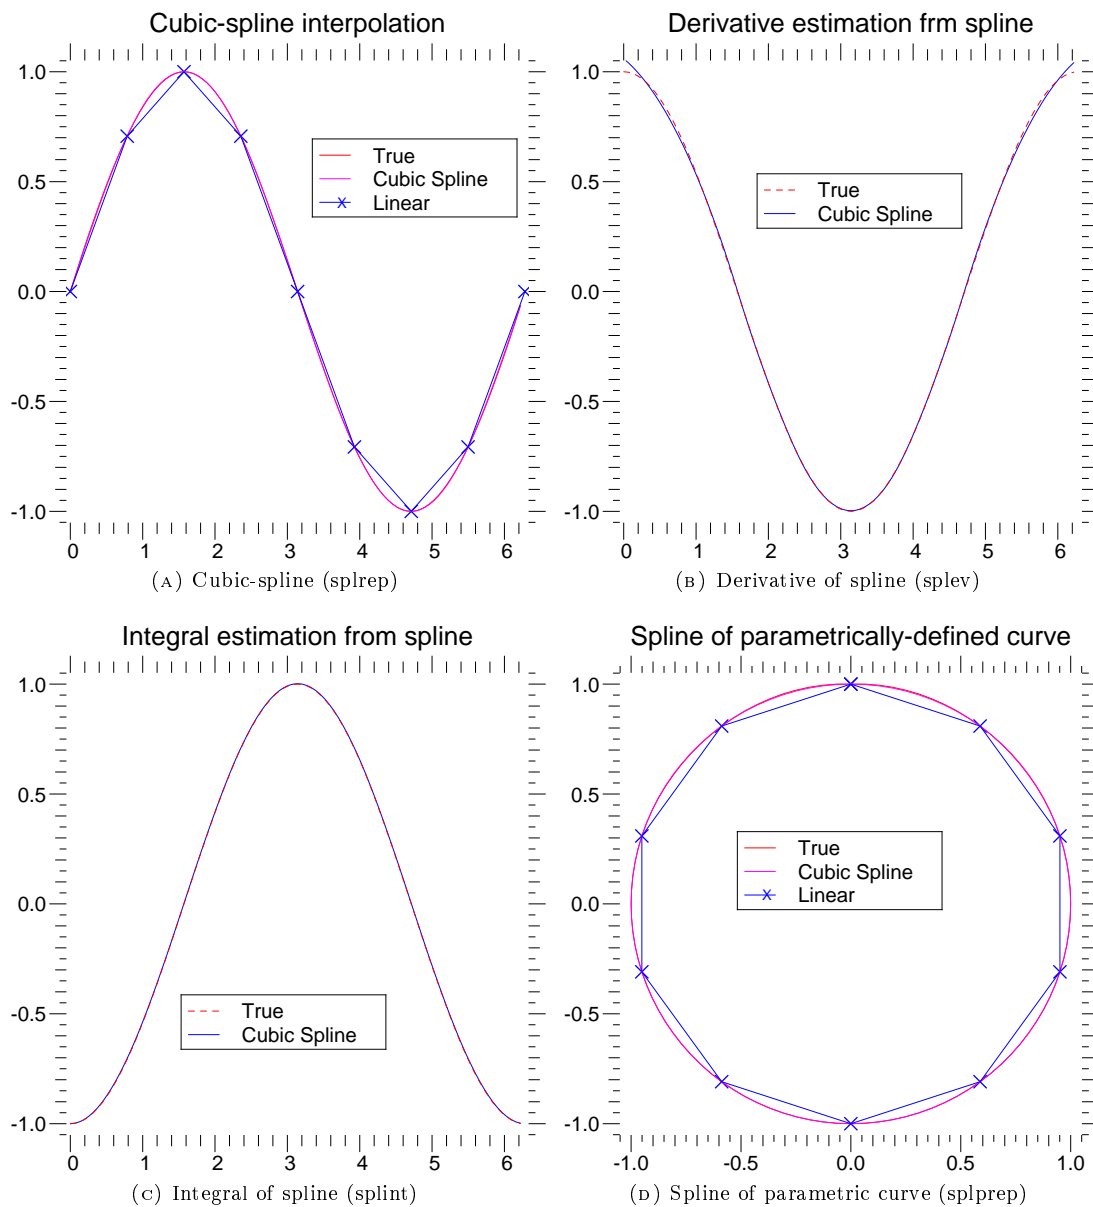 Cubic-spline interpolation
0 1 2 3 4 5 6
1.0
0.5
0.0
-0.5
-1.0
True
Cubic Spline
Linear
(A) Cubic-spline (splrep)
Derivative estimation frm spline
0 1 2 3 4 5 6
1.0
0.5
0.0
-0.5
-1.0
True
Cubic Spline
(B) Derivative of spline (splev)
Integral estimation from spline
0 1 2 3 4 5 6
1.0
0.5
0.0
-0.5
-1.0
True
Cubic Spline
(C) Integral of spline (splint)
Spline of parametrically-defined curve
-1.0 -0.5 0.0 0.5 1.0
1.0
0.5
0.0
-0.5
-1.0
True
Cubic Spline
Linear
(D) Spline of parametric curve (splprep)